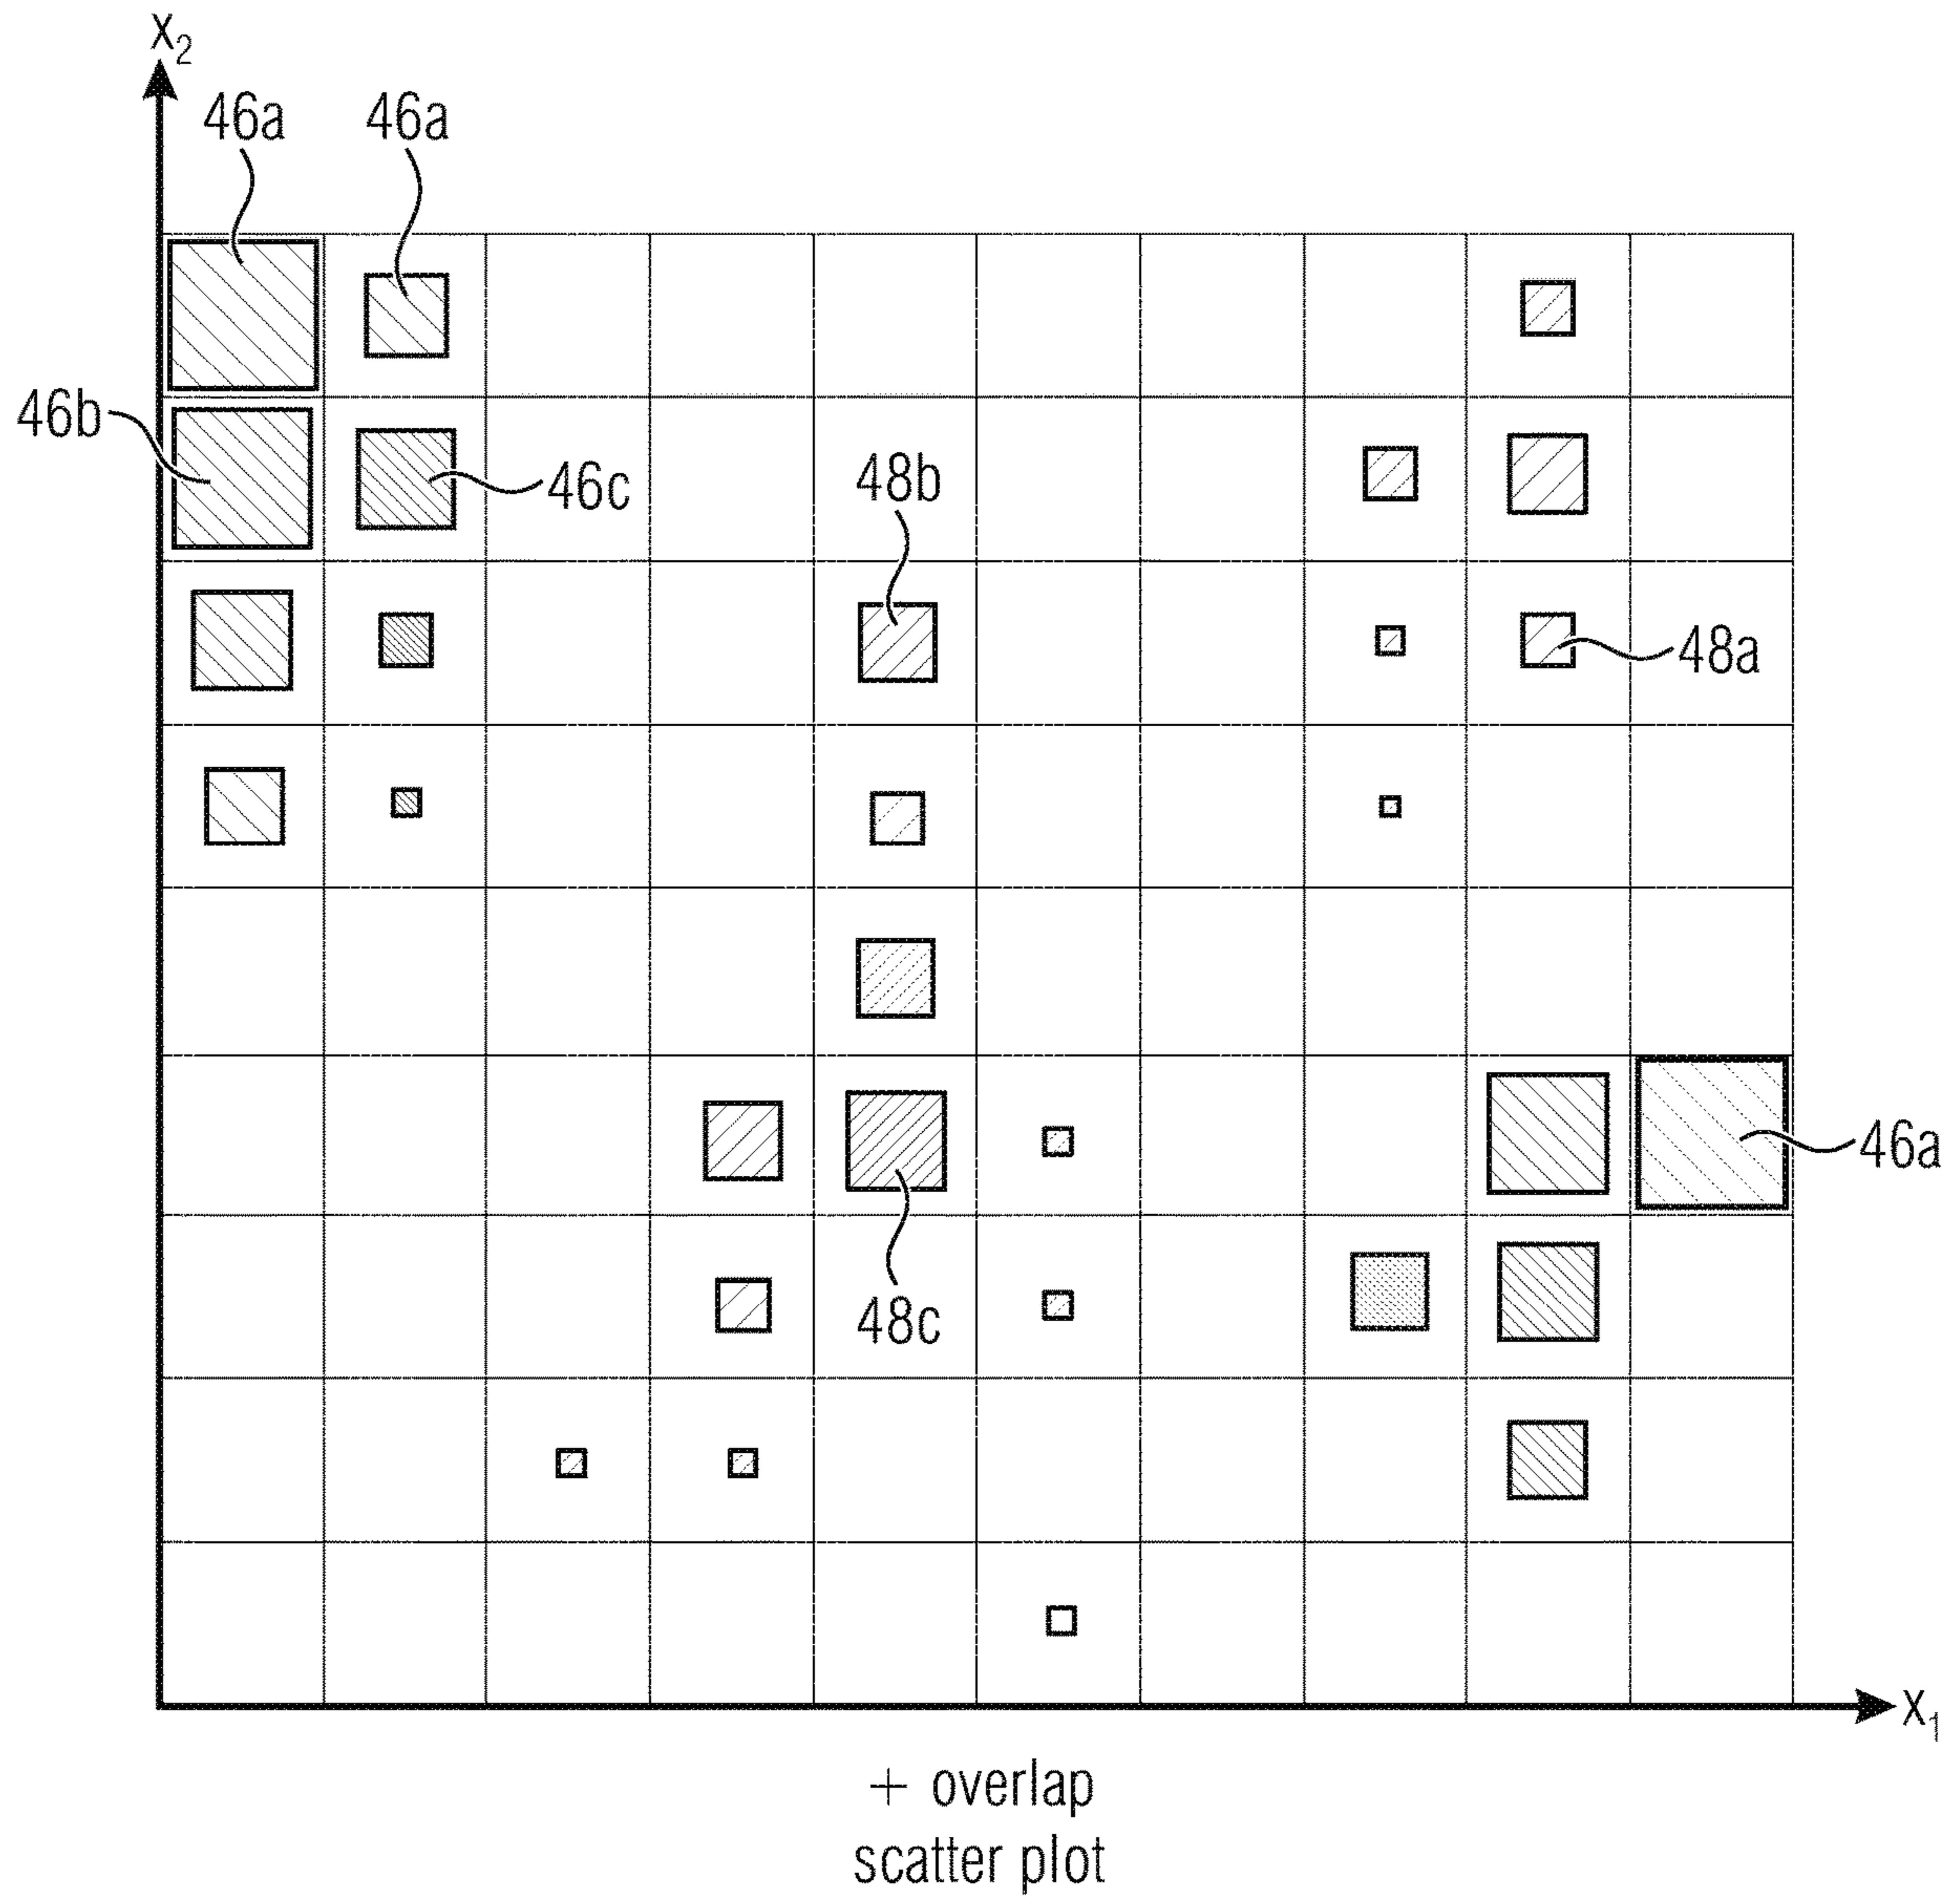 X2
46a 46a
46b
46c
48b
48a
46a
48c
X1
+ overlap
scatter plot